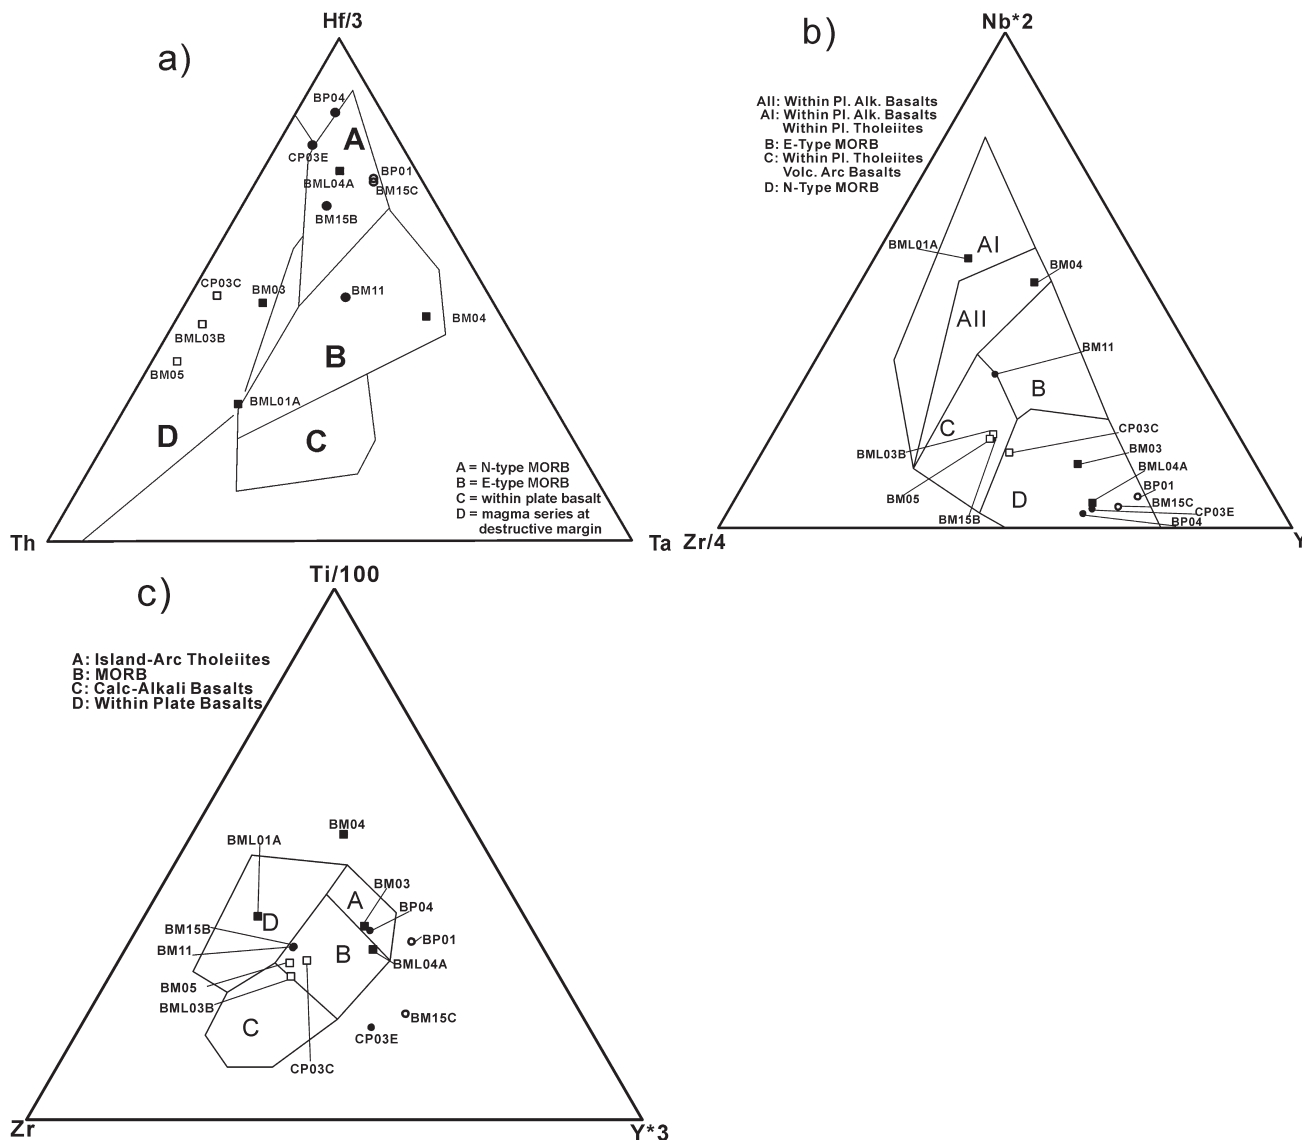 a)
Hf/3
BP04
A
CP03E
BML04A
BP01
BM15C
BM15B
CP03C
BM03
BM11
BML03B
BM04
B
BM05
BML01A
D
C
A = N-type MORB
B = E-type MORB
C = within plate basalt
D = magma series at
destructive margin
Th
Ta
b)
Nb*2
AII: Within Pl. Alk. Basalts
AI: Within Pl. Alk. Basalts
Within Pl. Tholeiites
B: E-Type MORB
C: Within Pl. Tholeiites
Volc. Arc Basalts
D: N-Type MORB
BML01A
AI
BM04
AII
BM11
B
C
CP03C
BML03B
BM03
BML04A
BM05
D
BP01
BM15C
BM15B
CP03E
BP04
Zr/4
Y
c)
Ti/100
A: Island-Arc Tholeiites
B: MORB
C: Calc-Alkali Basalts
D: Within Plate Basalts
BM04
BML01A
BM03
A
BP04
D
BM15B
BP01
BM11
B
BML04A
BM05
BML03B
BM15C
C
CP03E
CP03C
Zr
Y*3